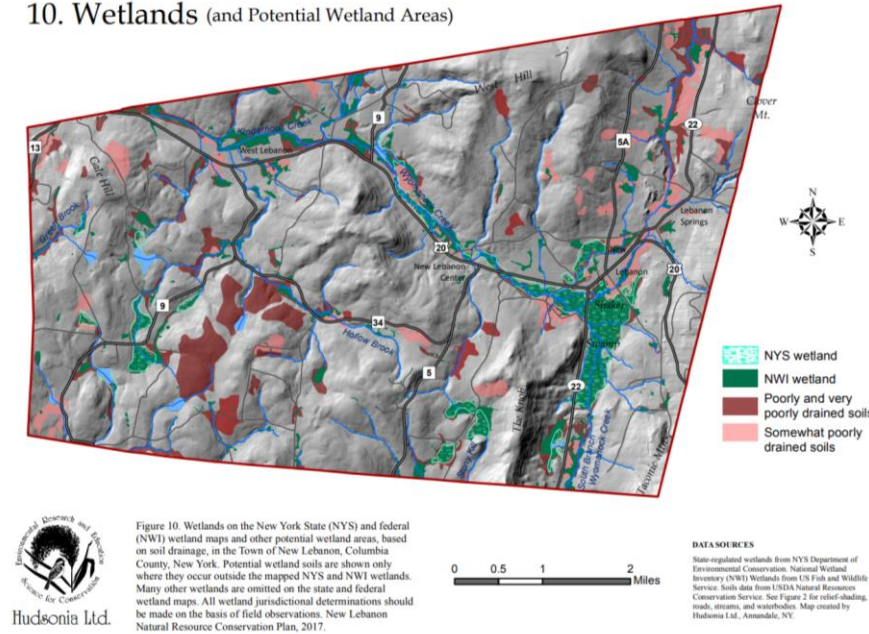 10. Wetlands (and Potential Wetland Areas)
West Hill
Clover
Mt.
9
Kinderhook Creek
West Lebanon
13
5A
22
Gale Hill
Wyomanock Creek
Green Brook
Lebanon
Springs
N
W E
S
20
New Lebanon
Center
New
Lebanon
20
9
Shaker
Swamp
34
Hollow Brook
5
22
The Knob
South Branch
Wyomanock Creek
Taconic Mts.
NYS wetland
NWI wetland
Poorly and very
poorly drained soils
Somewhat poorly
drained soils
Environmental Research and Education
Science for Conservation
Hudsonia Ltd.
Figure 10. Wetlands on the New York State (NYS) and federal
(NWI) wetland maps and other potential wetland areas, based
on soil drainage, in the Town of New Lebanon, Columbia
County, New York. Potential wetland soils are shown only
where they occur outside the mapped NYS and NWI wetlands.
Many other wetlands are omitted on the state and federal
wetland maps. All wetland jurisdictional determinations should
be made on the basis of field observations. New Lebanon
Natural Resource Conservation Plan, 2017.
0 0.5 1 2
Miles
DATA SOURCES
State-regulated wetlands from NYS Department of
Environmental Conservation. National Wetland
Inventory (NWI) Wetlands from US Fish and Wildlife
Service. Soils data from USDA Natural Resources
Conservation Service. See Figure 2 for relief-shading,
roads, streams, and waterbodies. Map created by
Hudsonia Ltd., Annandale, NY.